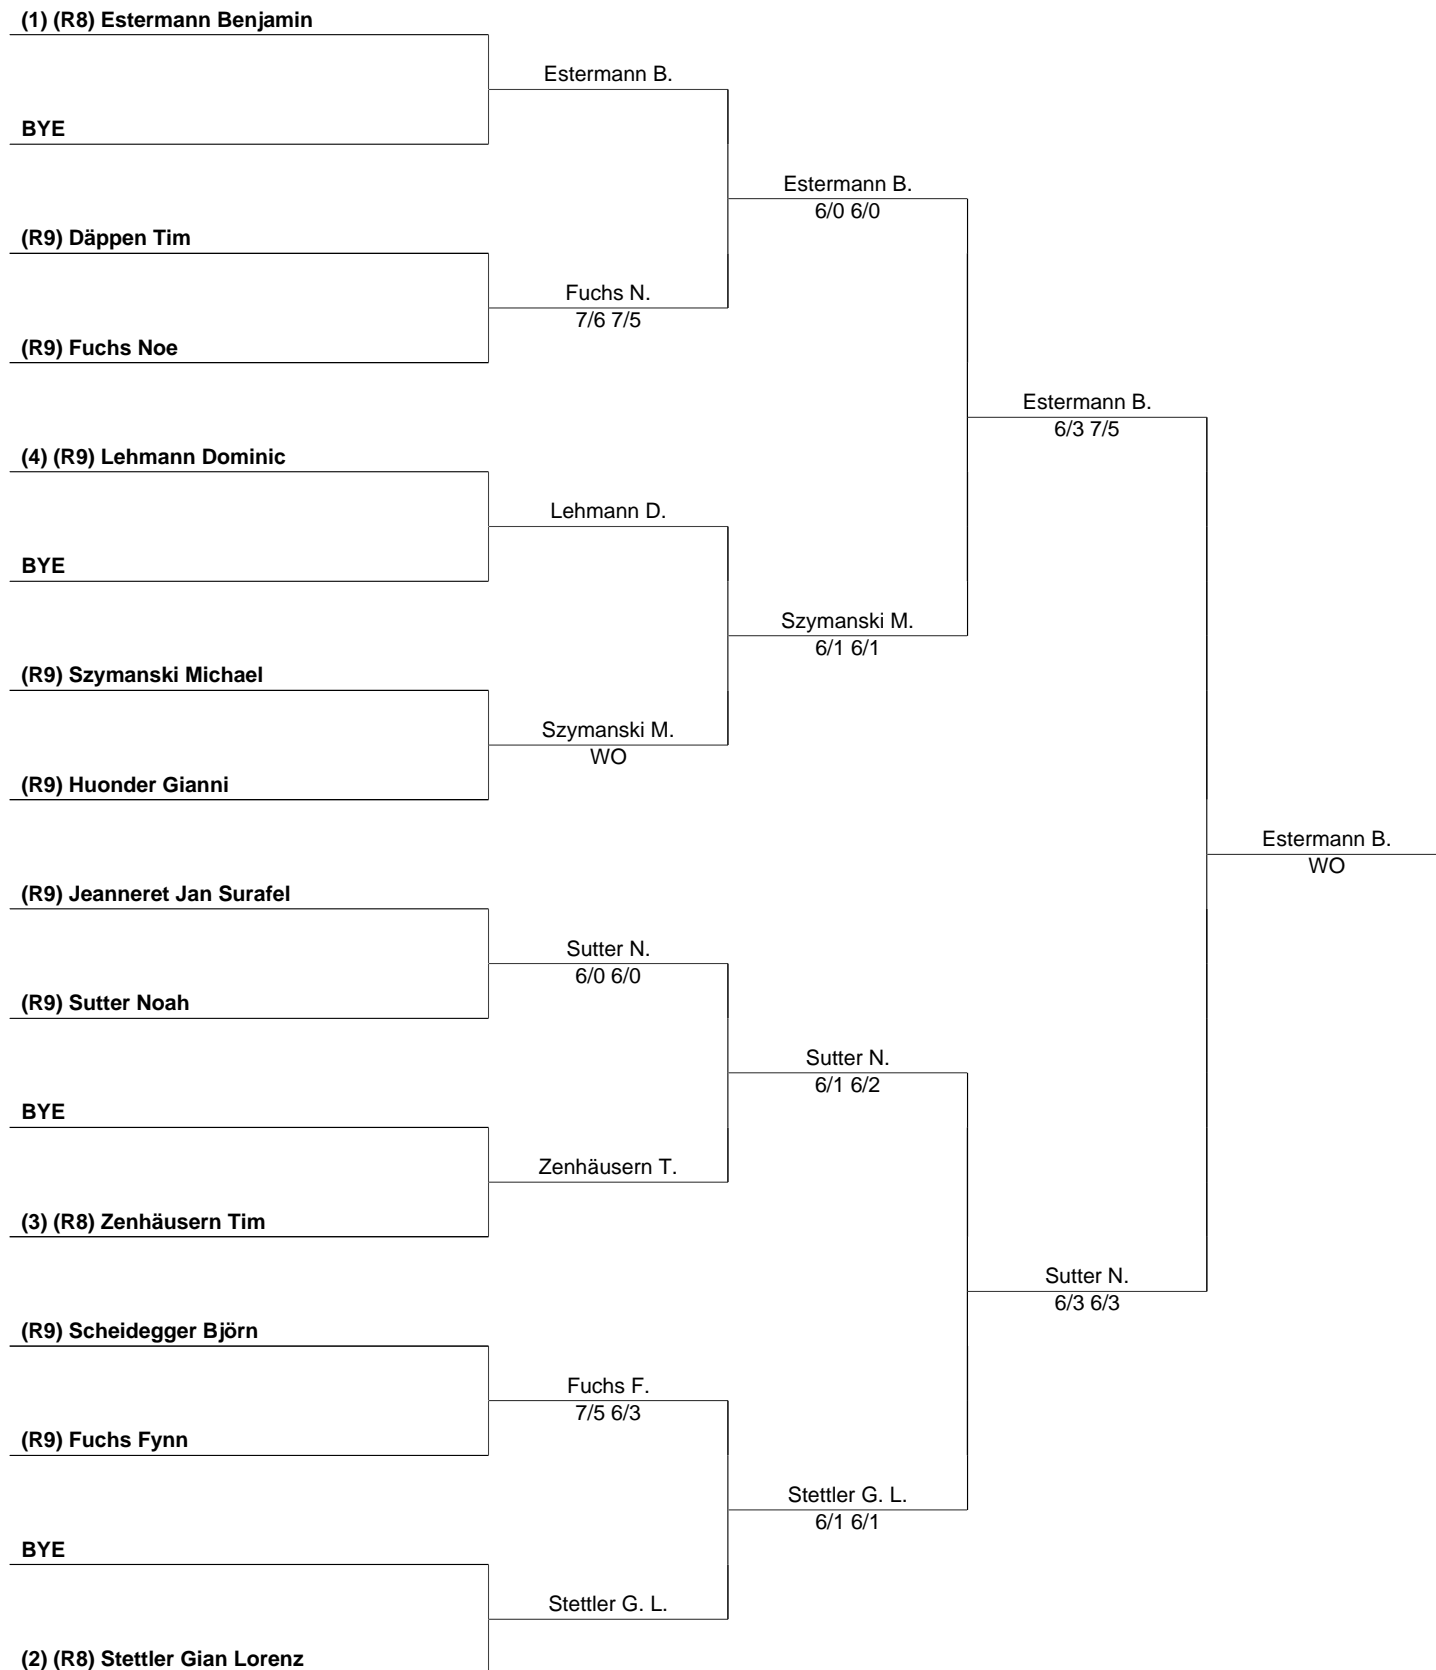 (1) (R8) Estermann Benjamin
Estermann B.
BYE
Estermann B.
6/0 6/0
(R9) Däppen Tim
Fuchs N.
7/6 7/5
(R9) Fuchs Noe
Estermann B.
6/3 7/5
(4) (R9) Lehmann Dominic
Lehmann D.
BYE
Szymanski M.
6/1 6/1
(R9) Szymanski Michael
Szymanski M.
WO
(R9) Huonder Gianni
Estermann B.
WO
(R9) Jeanneret Jan Surafel
Sutter N.
6/0 6/0
(R9) Sutter Noah
Sutter N.
6/1 6/2
BYE
Zenhäusern T.
(3) (R8) Zenhäusern Tim
Sutter N.
6/3 6/3
(R9) Scheidegger Björn
Fuchs F.
7/5 6/3
(R9) Fuchs Fynn
Stettler G. L.
6/1 6/1
BYE
Stettler G. L.
(2) (R8) Stettler Gian Lorenz